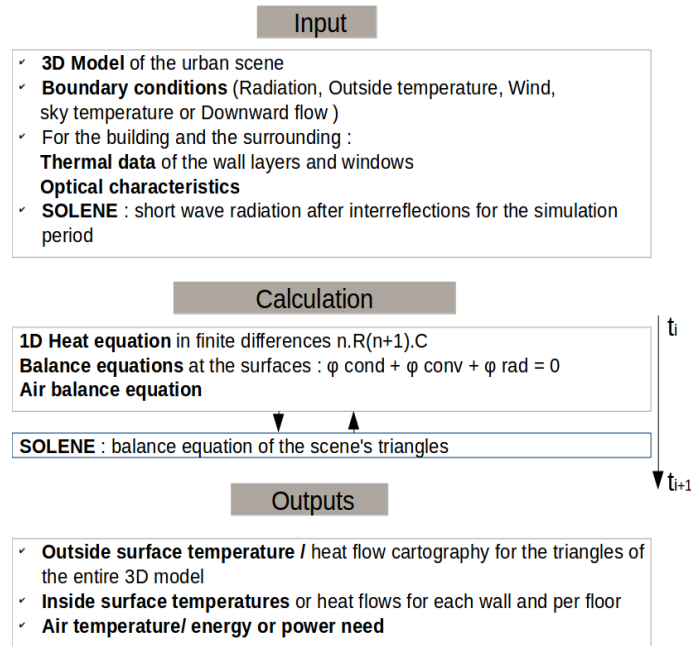 Input
✓ 3D Model of the urban scene
✓ Boundary conditions (Radiation, Outside temperature, Wind,
sky temperature or Downward flow )
✓ For the building and the surrounding :
Thermal data of the wall layers and windows
Optical characteristics
✓ SOLENE : short wave radiation after interreflections for the simulation
period
Calculation
ti
1D Heat equation in finite differences n.R(n+1).C
Balance equations at the surfaces : φ cond + φ conv + φ rad = 0
Air balance equation
SOLENE : balance equation of the scene's triangles
ti+1
Outputs
✓ Outside surface temperature / heat flow cartography for the triangles of
the entire 3D model
✓ Inside surface temperatures or heat flows for each wall and per floor
✓ Air temperature/ energy or power need